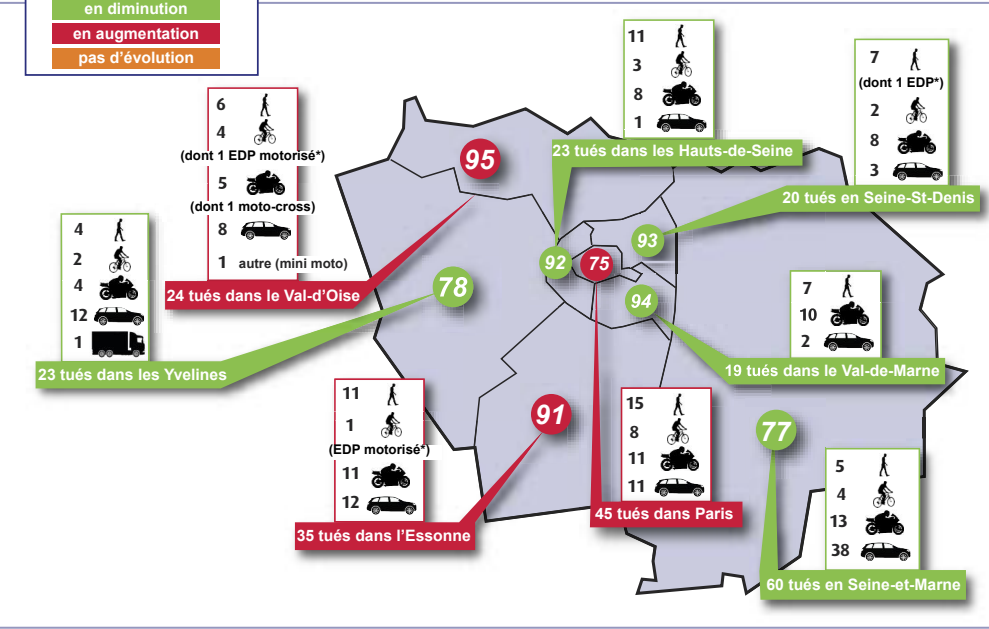 en diminution
en augmentation
pas d'évolution
6
4
(dont 1 EDP motorisé*)
5
(dont 1 moto-cross)
8
1 autre (mini moto)
24 tués dans le Val-d'Oise
11
3
8
1
23 tués dans les Hauts-de-Seine
7
(dont 1 EDP*)
2
8
3
20 tués en Seine-St-Denis
4
2
4
12
1
23 tués dans les Yvelines
95
78
92
75
93
94
91
77
7
10
2
19 tués dans le Val-de-Marne
11
1
(EDP motorisé*)
11
12
35 tués dans l'Essonne
15
8
11
11
45 tués dans Paris
5
4
13
38
60 tués en Seine-et-Marne